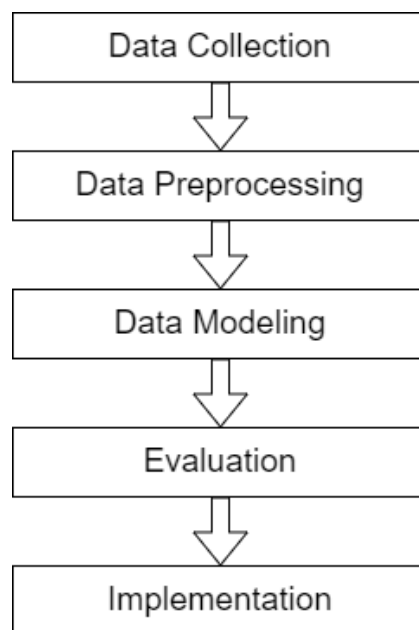 Data Collection
Data Preprocessing
Data Modeling
Evaluation
Implementation